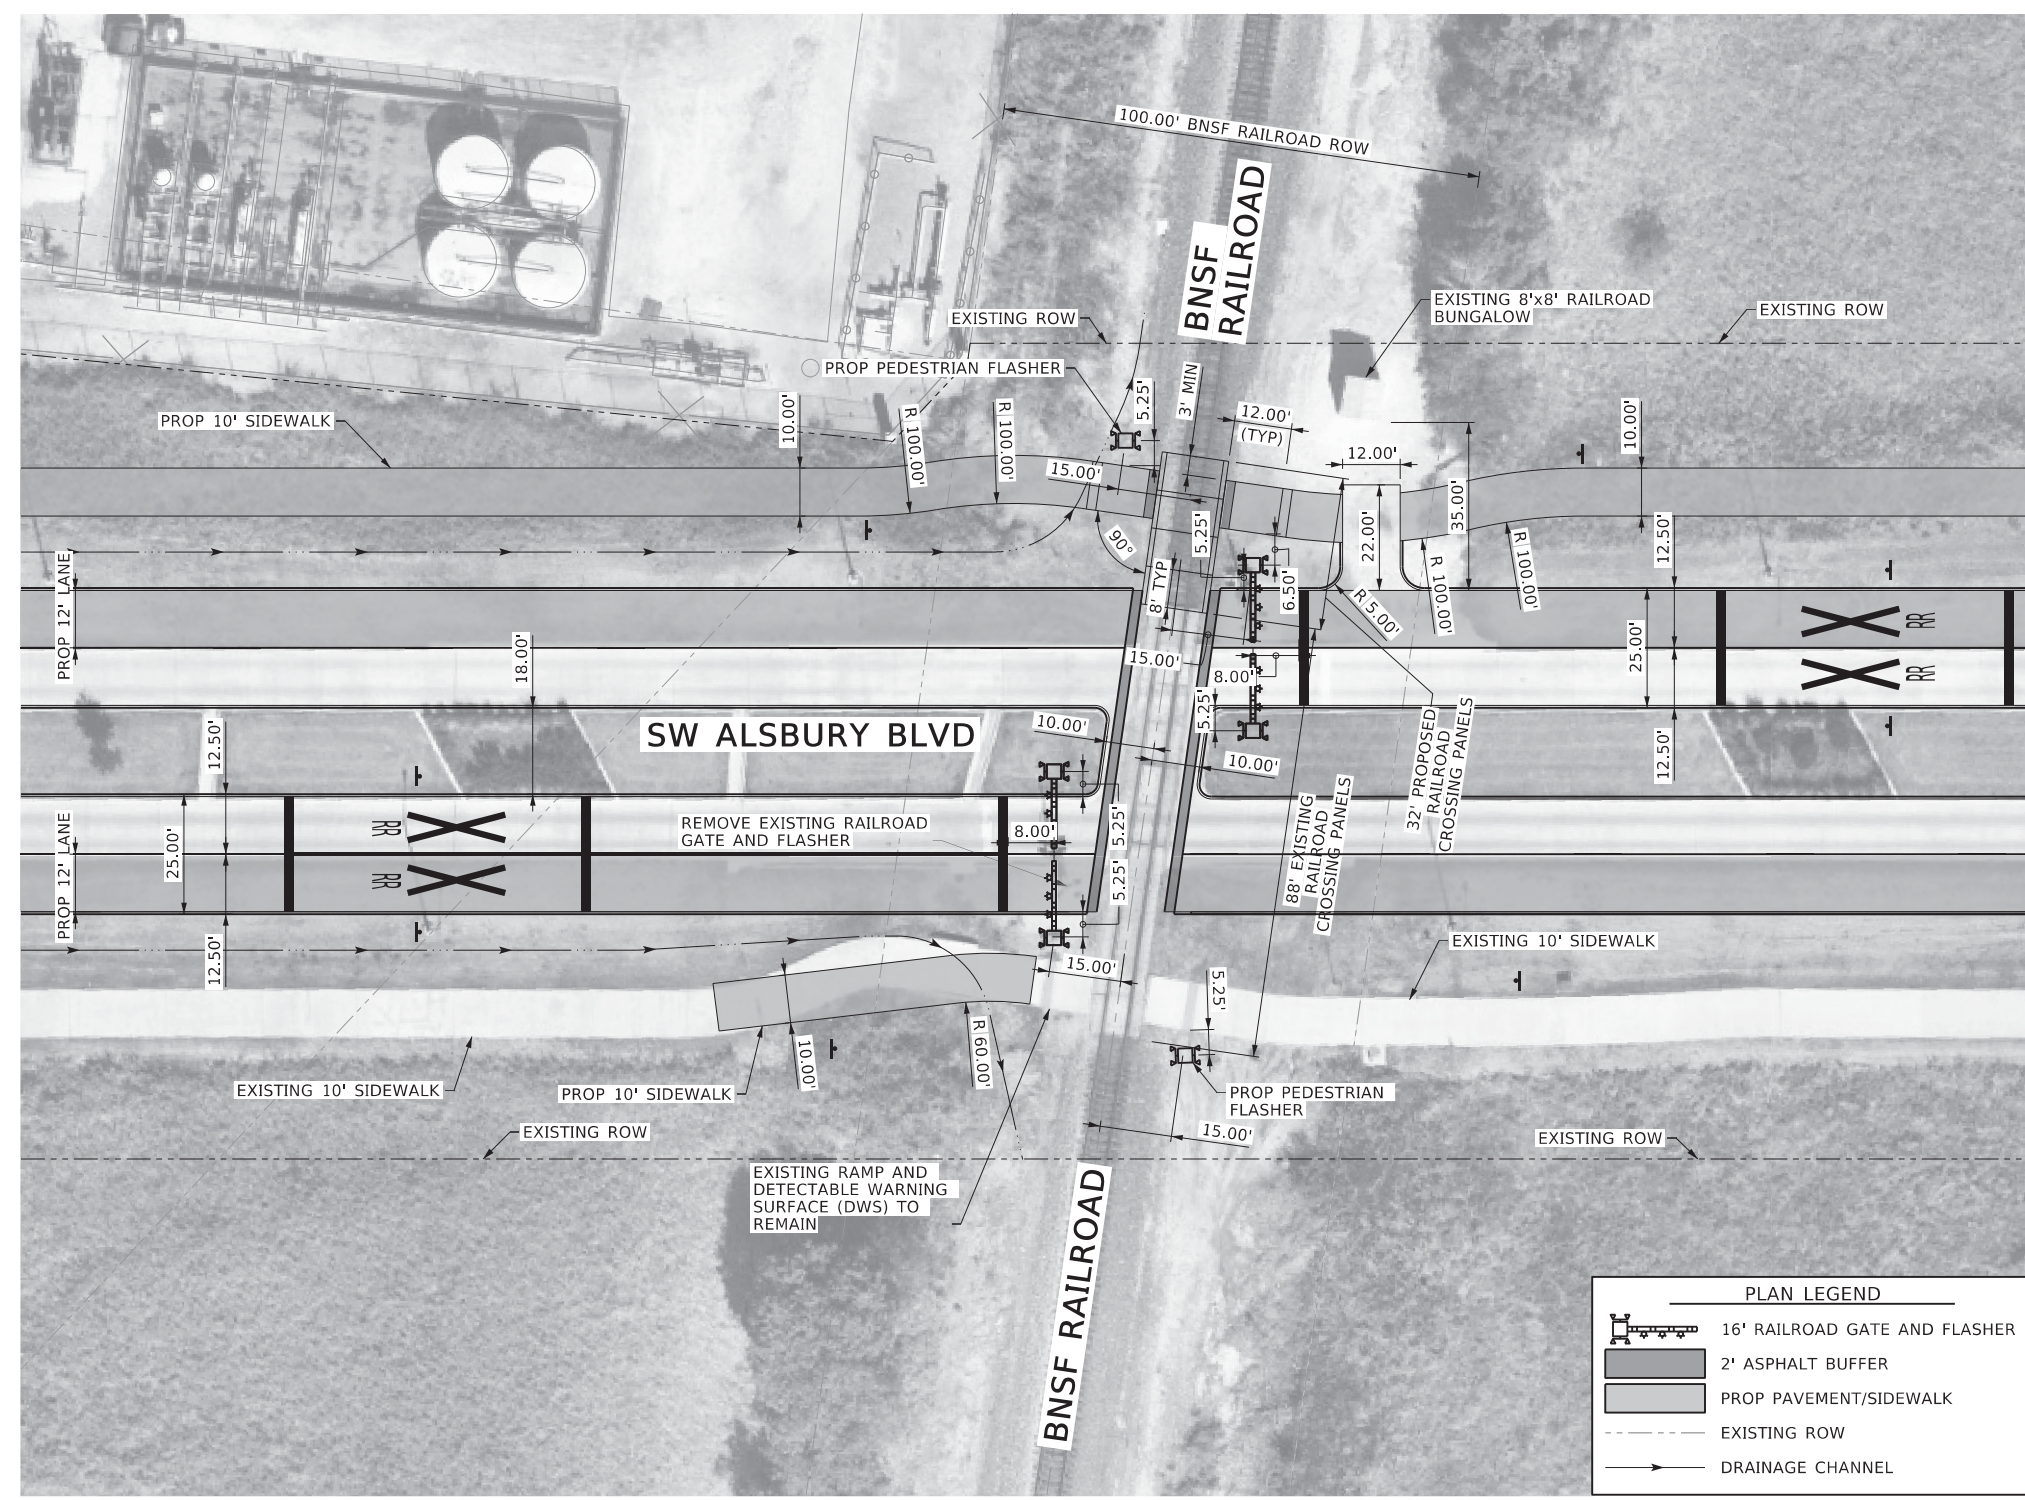 100.00' BNSF RAILROAD ROW
BNSF
RAILROAD
EXISTING 8'x8' RAILROAD
BUNGALOW
EXISTING ROW
EXISTING ROW
PROP PEDESTRIAN FLASHER
5.25'
3' MIN
12.00'
(TYP)
10.00'
R 100.00'
R 100.00'
PROP 10' SIDEWALK
10.00'
12.00'
15.00'
35.00'
22.00'
5.25'
90°
12.50'
R 100.00'
R 100.00'
PROP 12' LANE
8' TYP
6.50'
R 5.00'
RR
18.00'
25.00'
15.00'
8.00'
RR
5.25'
SW ALSBURY BLVD
10.00'
12.50'
10.00'
12.50'
32' PROPOSED
RAILROAD
CROSSING PANELS
88' EXISTING
RAILROAD
CROSSING PANELS
REMOVE EXISTING RAILROAD
GATE AND FLASHER
8.00'
5.25'
RR
25.00'
PROP 12' LANE
RR
5.25'
12.50'
EXISTING 10' SIDEWALK
15.00'
5.25'
10.00'
R 60.00'
EXISTING 10' SIDEWALK
PROP 10' SIDEWALK
PROP PEDESTRIAN
FLASHER
EXISTING ROW
15.00'
EXISTING ROW
EXISTING RAMP AND
DETECTABLE WARNING
SURFACE (DWS) TO
REMAIN
BNSF RAILROAD
PLAN LEGEND
16' RAILROAD GATE AND FLASHER
2' ASPHALT BUFFER
PROP PAVEMENT/SIDEWALK
EXISTING ROW
DRAINAGE CHANNEL